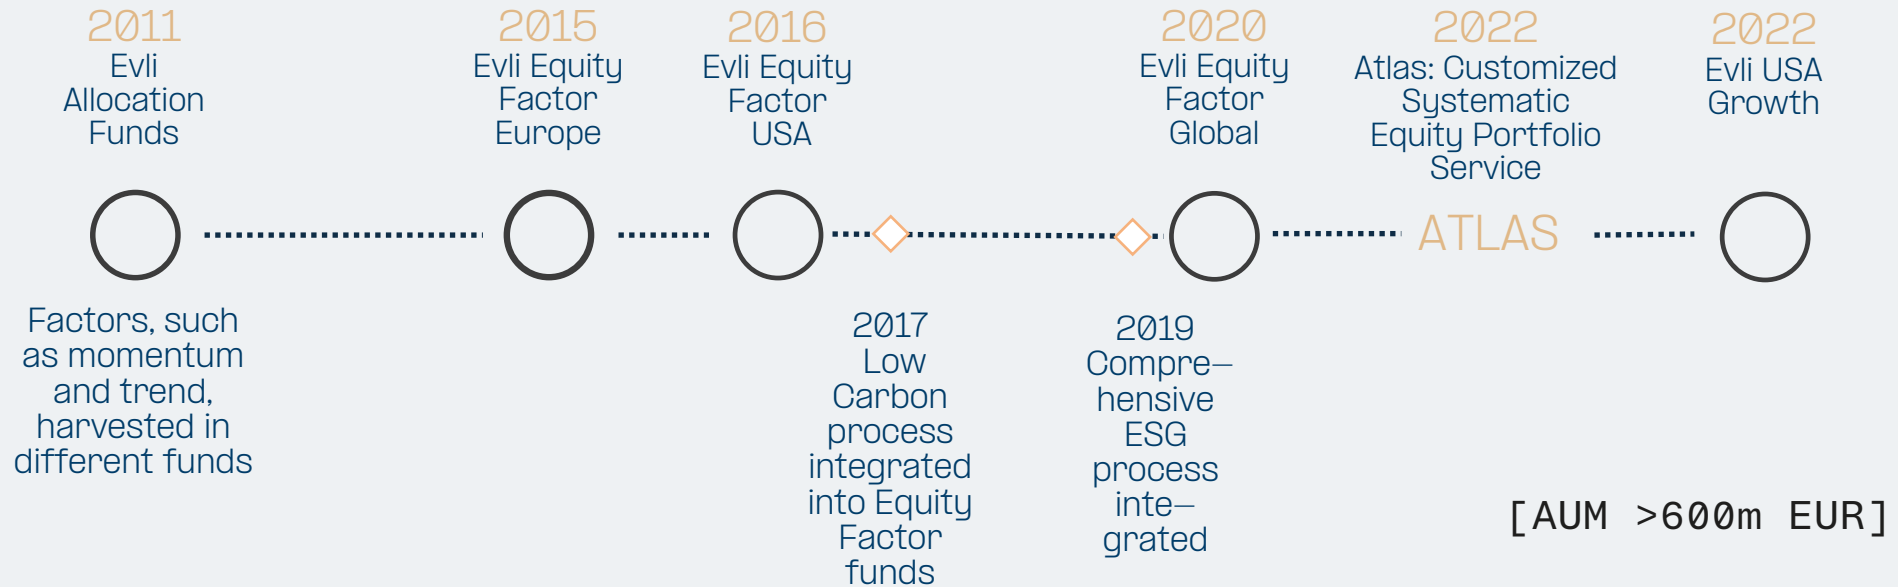 2011
Evli
Allocation
Funds
2015
Evli Equity
Factor
Europe
2016
Evli Equity
Factor
USA
2020
Evli Equity
Factor
Global
2022
Atlas: Customized
Systematic
Equity Portfolio
Service
2022
Evli USA
Growth
ATLAS
Factors, such
as momentum
and trend,
harvested in
different funds
2017
Low
Carbon
process
integrated
into Equity
Factor
funds
2019
Compre–
hensive
ESG
process
inte–
grated
[AUM >600m EUR]